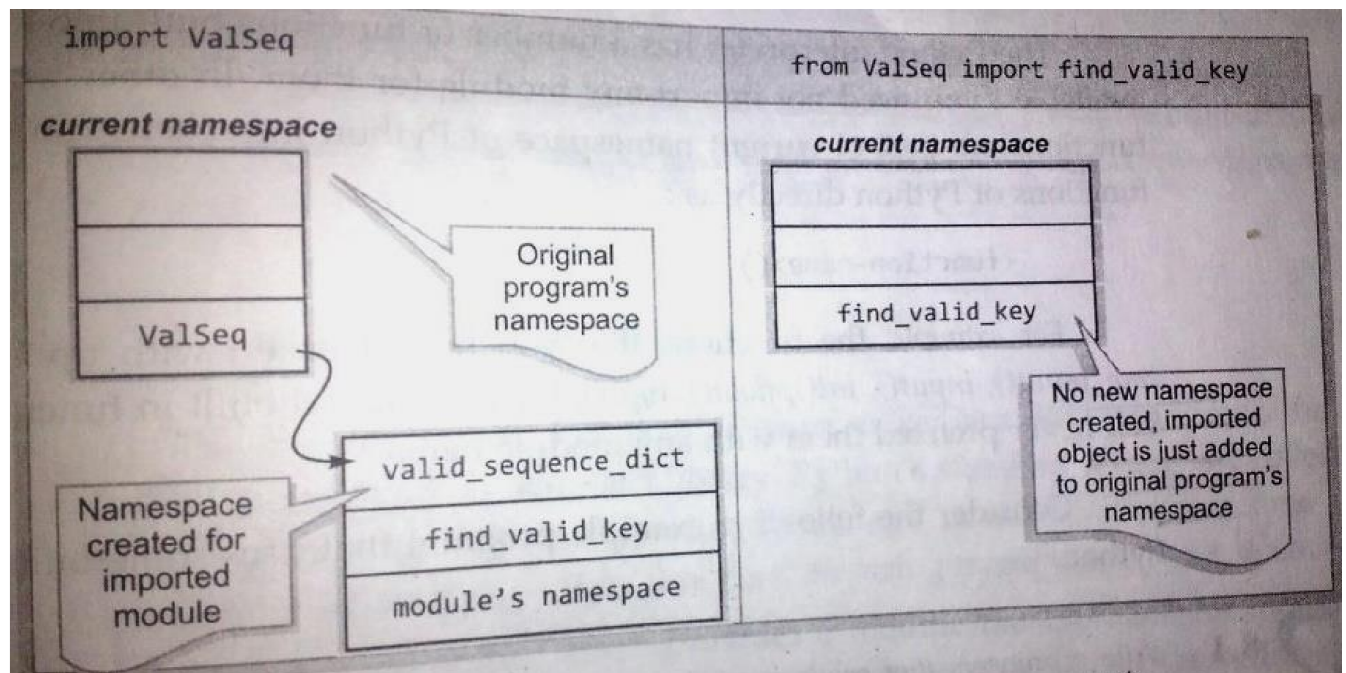 import ValSeq
current namespace
ValSeq
Original
program's
namespace
Namespace
created for
imported
module
valid_sequence_dict
find_valid_key
module's namespace
from ValSeq import find_valid_key
current namespace
find_valid_key
No new namespace
created, imported
object is just added
to original program's
namespace